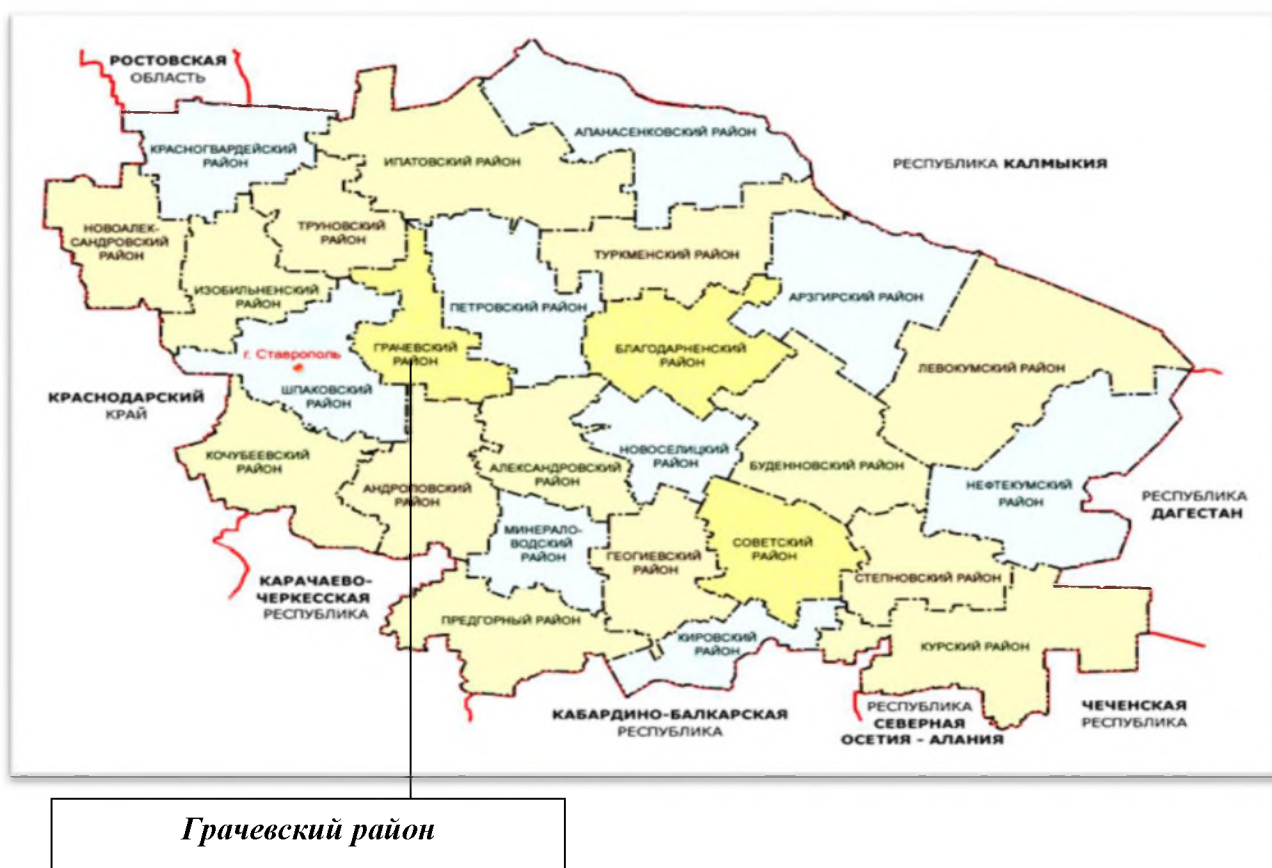 РОСТОВСКАЯ
ОБЛАСТЬ
КРАСНОГВАРДЕЙСКИЙ
РАЙОН
ИПАТОВСКИЙ РАЙОН
АПАНАСЕНКОВСКИЙ РАЙОН
РЕСПУБЛИКА КАЛМЫКИЯ
НОВОАЛЕК-
САНДРОВСКИЙ
РАЙОН
ТРУНОВСКИЙ
РАЙОН
ТУРКМЕНСКИЙ РАЙОН
ИЗОБИЛЬНЕНСКИЙ
РАЙОН
ПЕТРОВСКИЙ РАЙОН
АРЗГИРСКИЙ РАЙОН
г. Ставрополь
ГРАЧЕВСКИЙ
РАЙОН
БЛАГОДАРНЕНСКИЙ
РАЙОН
ЛЕВОКУМСКИЙ РАЙОН
КРАСНОДАРСКИЙ
КРАЙ
ШПАКОВСКИЙ
РАЙОН
КОЧУБЕЕВСКИЙ
РАЙОН
АНДРОПОВСКИЙ
РАЙОН
АЛЕКСАНДРОВСКИЙ
РАЙОН
НОВОСЕЛИЦКИЙ
РАЙОН
БУДЕННОВСКИЙ РАЙОН
НЕФТЕКУМСКИЙ
РАЙОН
РЕСПУБЛИКА
ДАГЕСТАН
МИНЕРАЛО-
ВОДСКИЙ
РАЙОН
ГЕОГИЕВСКИЙ
РАЙОН
СОВЕТСКИЙ
РАЙОН
СТЕПНОВСКИЙ РАЙОН
КАРАЧАЕВО-
ЧЕРКЕССКАЯ
РЕСПУБЛИКА
ПРЕДГОРНЫЙ РАЙОН
КИРОВСКИЙ
РАЙОН
КУРСКИЙ РАЙОН
КАБАРДИНО-БАЛКАРСКАЯ
РЕСПУБЛИКА
РЕСПУБЛИКА
СЕВЕРНАЯ
ОСЕТИЯ - АЛАНИЯ
ЧЕЧЕНСКАЯ
РЕСПУБЛИКА
Грачевский район